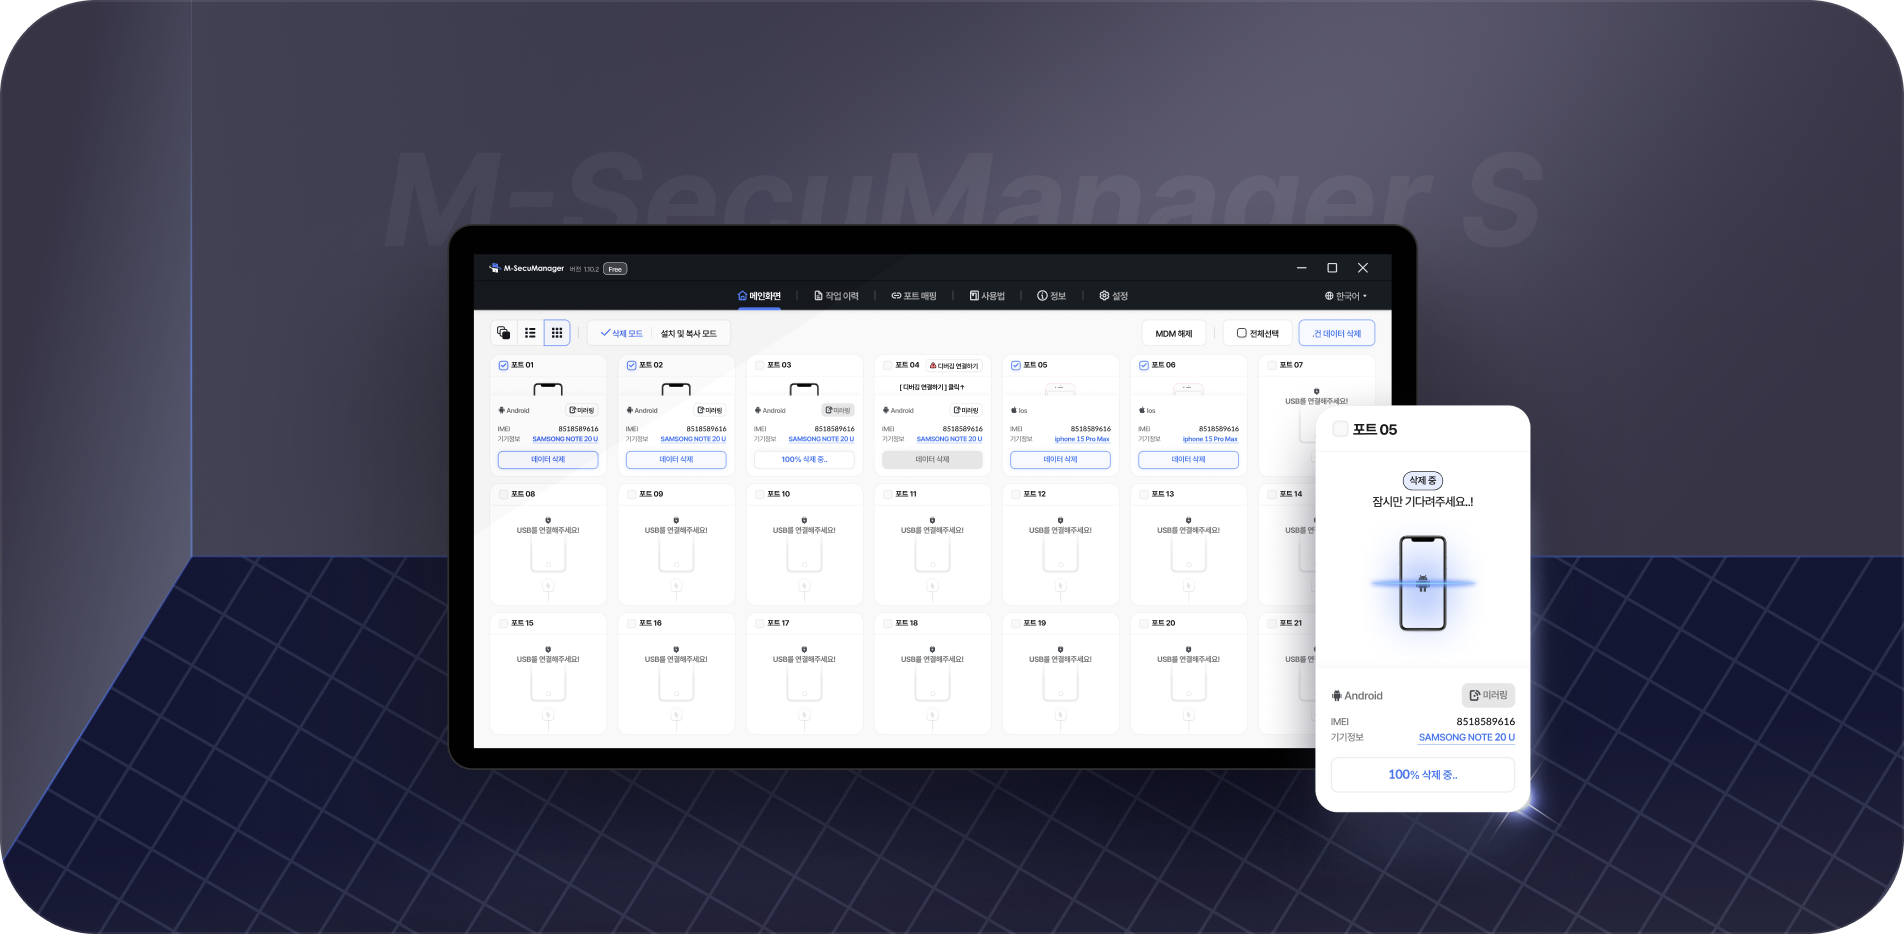 M-SecuManager S
M-SecuManager 버전 1.10.2 Free
메인화면 작업 이력 포트 매핑 사용법 정보 설정 한국어
삭제 모드 설치 및 복사 모드 MDM 해제 전체선택 .건 데이터 삭제
포트 01 포트 02 포트 03 포트 04 디버깅 연결하기 포트 05 포트 06 포트 07
[ 디버깅 연결하기 ] 클릭↑
USB를 연결해주세요!
Android 미러링 Android 미러링 Android 미러링 Android 미러링 Ios Ios
IMEI 8518589616 IMEI 8518589616 IMEI 8518589616 IMEI 8518589616 IMEI 8518589616 IMEI 8518589616
기기정보 SAMSONG NOTE 20 U 기기정보 SAMSONG NOTE 20 U 기기정보 SAMSONG NOTE 20 U 기기정보 SAMSONG NOTE 20 U 기기정보 iphone 15 Pro Max 기기정보 iphone 15 Pro Max
데이터 삭제 데이터 삭제 100% 삭제 중.. 데이터 삭제 데이터 삭제 데이터 삭제
포트 08 포트 09 포트 10 포트 11 포트 12 포트 13 포트 14
USB를 연결해주세요! USB를 연결해주세요! USB를 연결해주세요! USB를 연결해주세요! USB를 연결해주세요! USB를 연결해주세요! USB를
포트 15 포트 16 포트 17 포트 18 포트 19 포트 20 포트 21
USB를 연결해주세요! USB를 연결해주세요! USB를 연결해주세요! USB를 연결해주세요! USB를 연결해주세요! USB를 연결해주세요! USB를
포트 05
삭제 중
잠시만 기다려주세요..!
Android 미러링
IMEI 8518589616
기기정보 SAMSONG NOTE 20 U
100% 삭제 중..